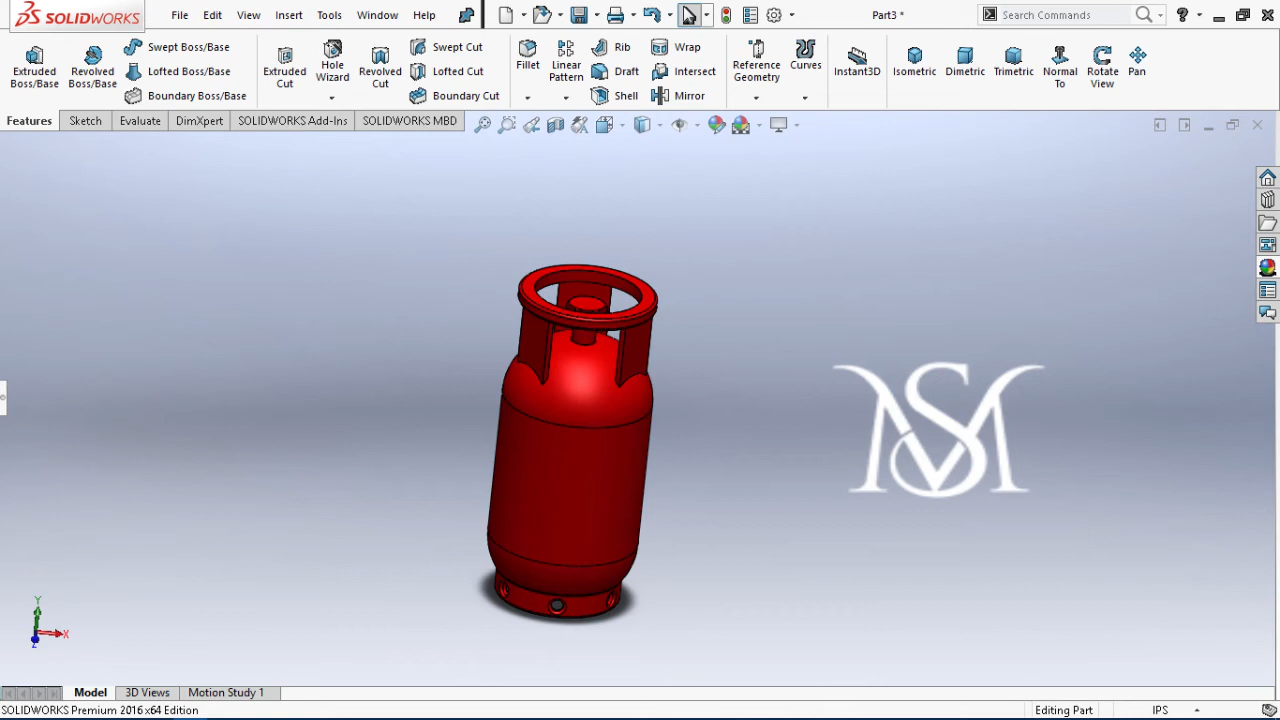 SOLIDWORKS File Edit View Insert Tools Window Help Part3 * Search Commands
Extruded Boss/Base Revolved Boss/Base Swept Boss/Base Lofted Boss/Base Boundary Boss/Base Extruded Cut Hole Wizard Revolved Cut Swept Cut Lofted Cut Boundary Cut Fillet Linear Pattern Rib Draft Shell Wrap Intersect Mirror Reference Geometry Curves Instant3D Isometric Dimetric Trimetric Normal To Rotate View Pan
Features Sketch Evaluate DimXpert SOLIDWORKS Add-Ins SOLIDWORKS MBD
MSV
Y
X
Z
Model 3D Views Motion Study 1
SOLIDWORKS Premium 2016 x64 Edition Editing Part IPS